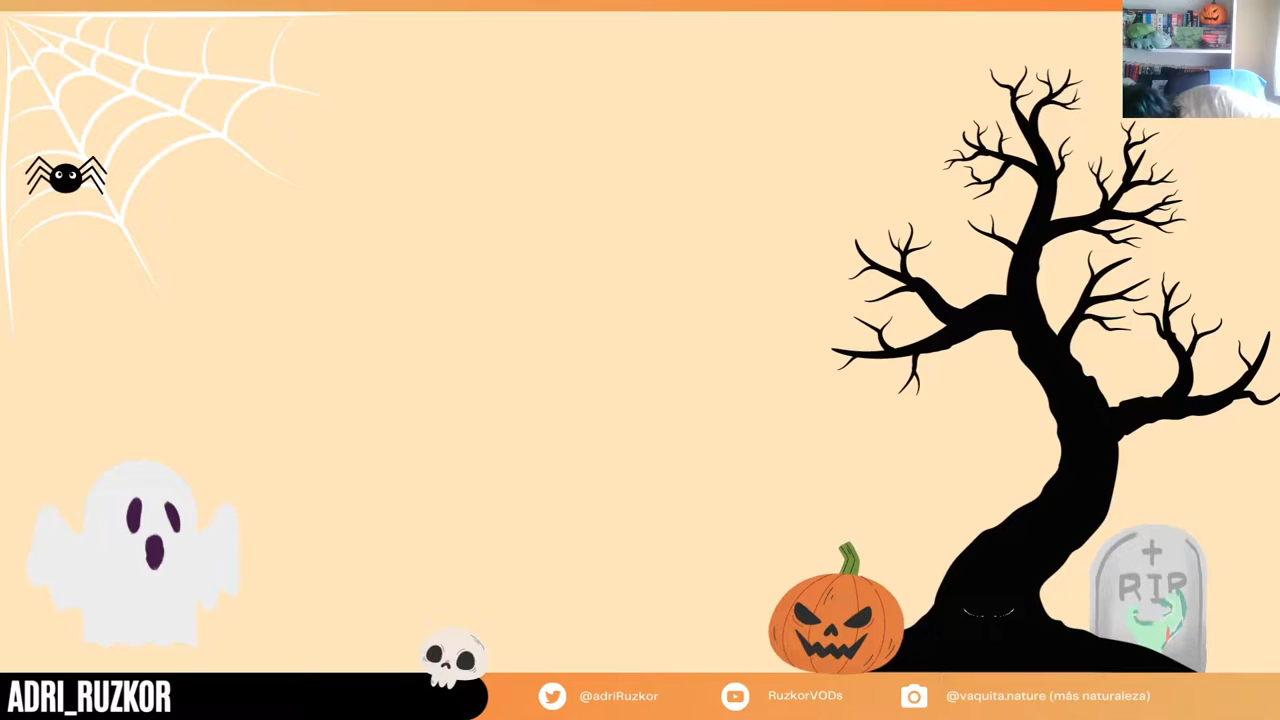 RIP
ADRI_RUZKOR
@adriRuzkor
RuzkorVODs
@vaquita.nature (más naturaleza)